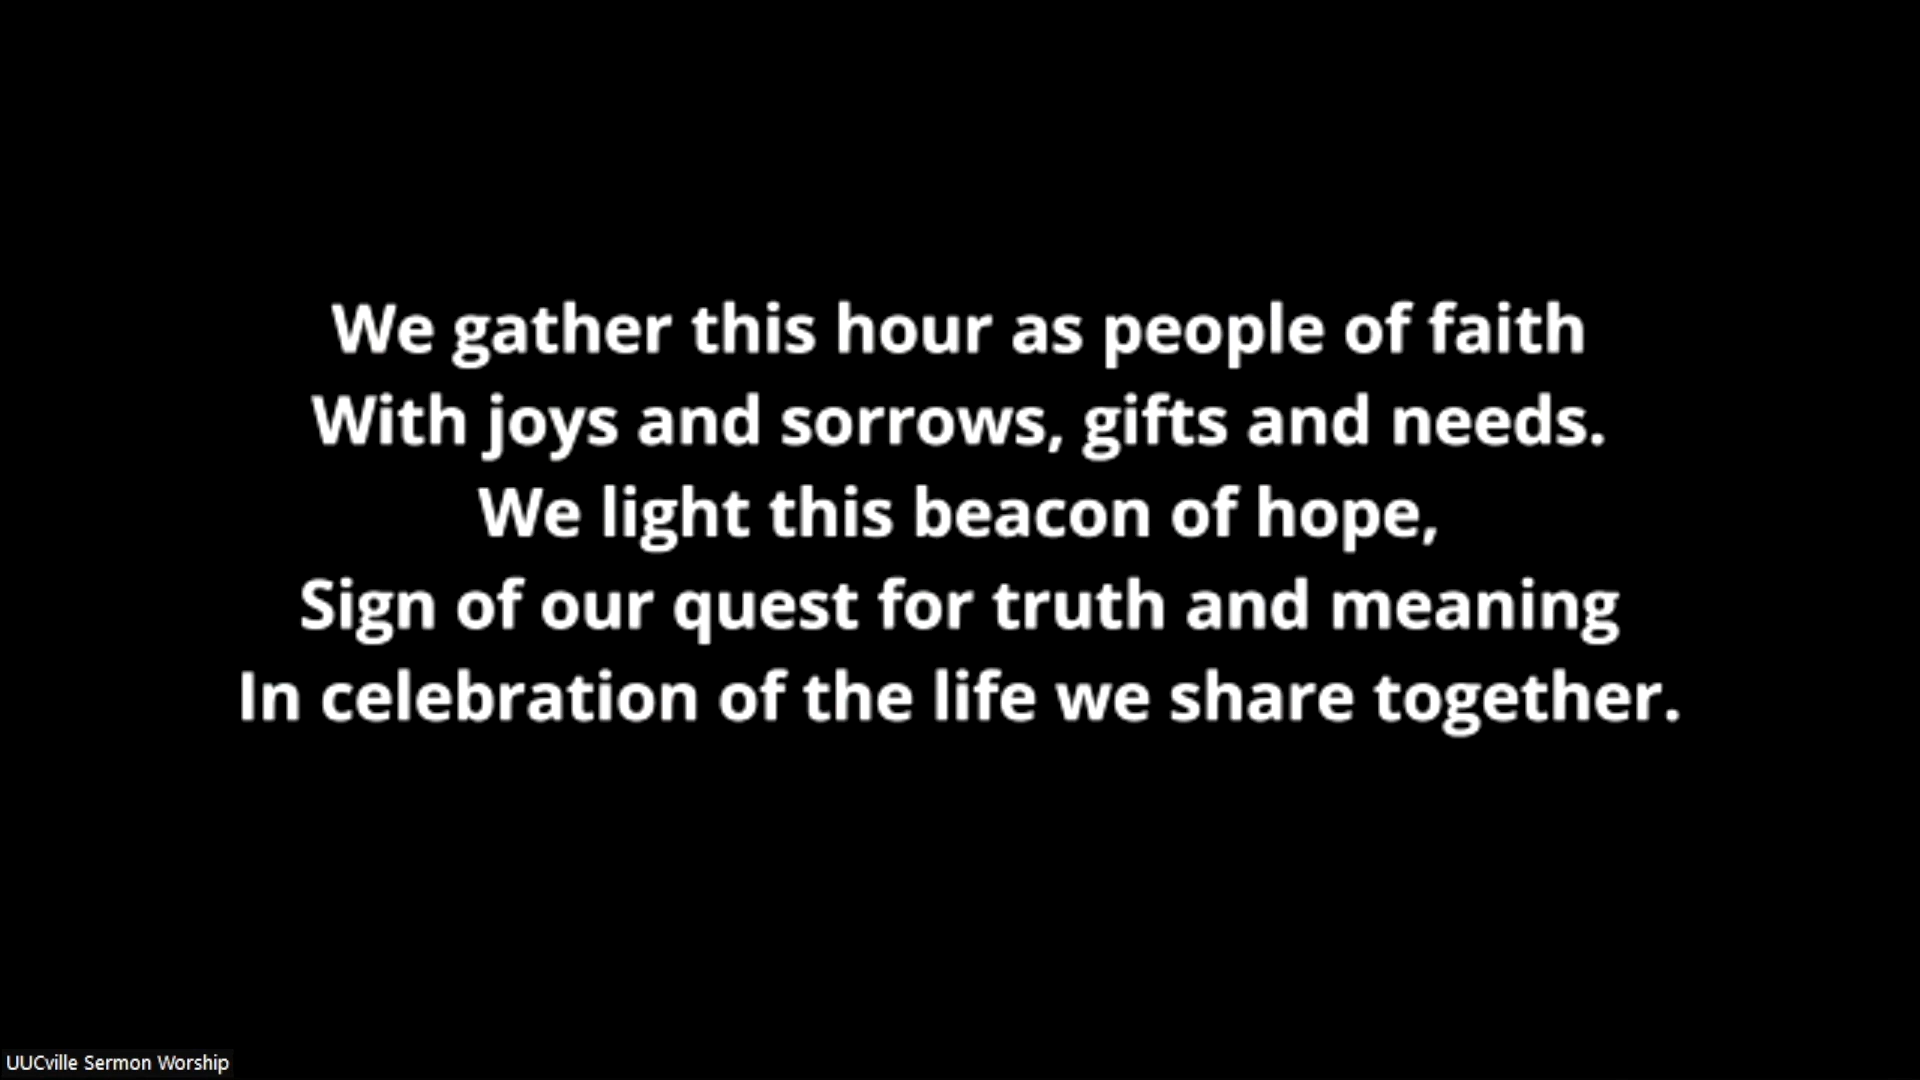 We gather this hour as people of faith
With joys and sorrows, gifts and needs.
We light this beacon of hope,
Sign of our quest for truth and meaning
In celebration of the life we share together.
UUCville Sermon Worship